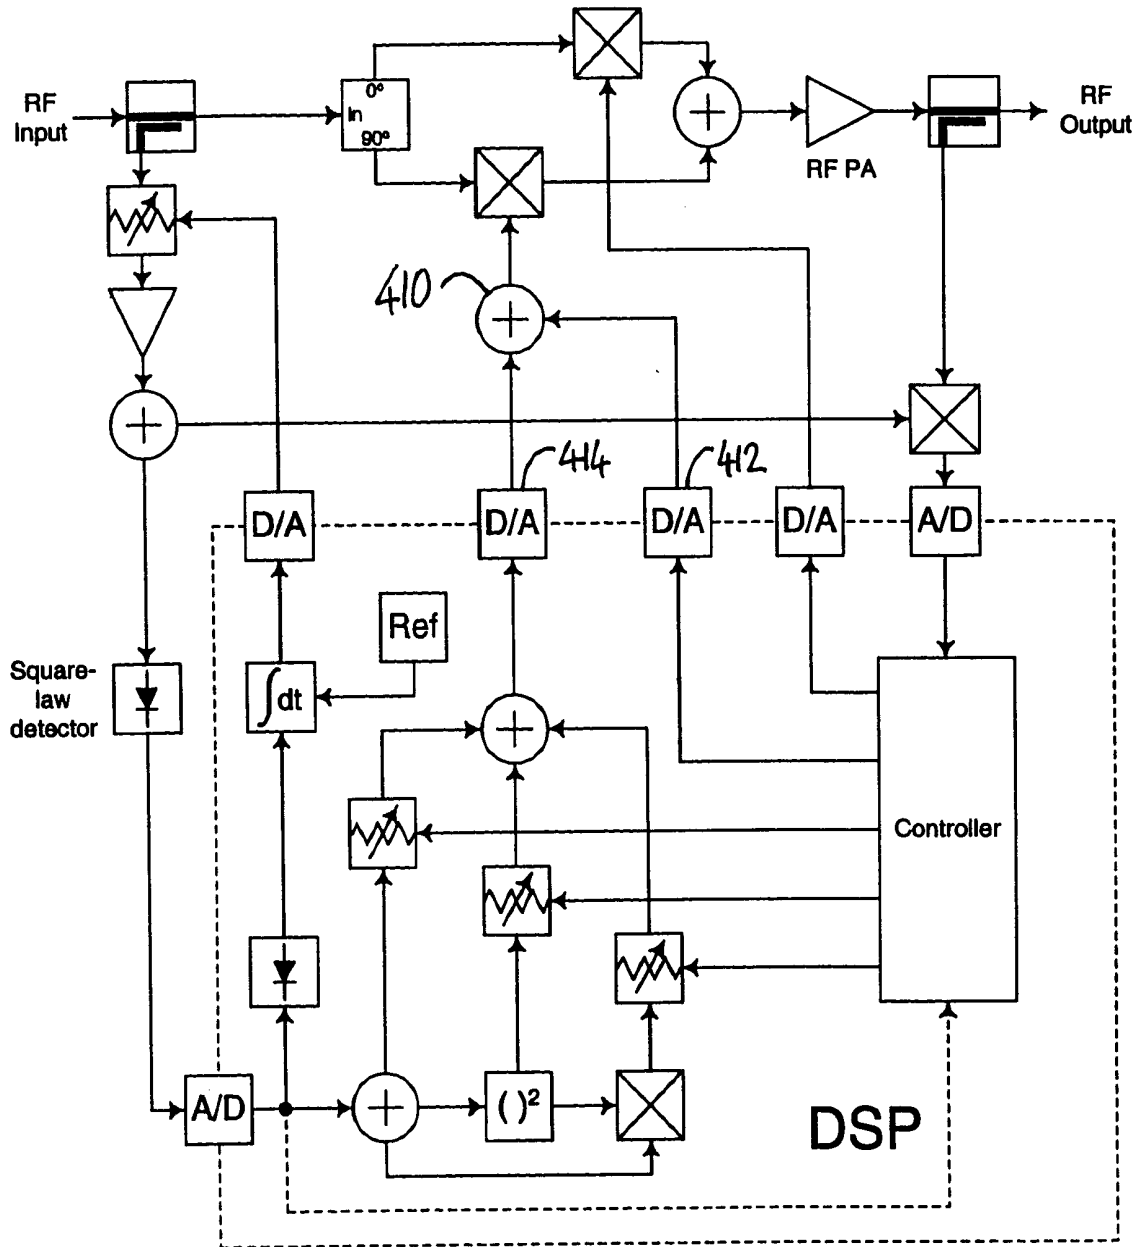 RF
Input
0°
In
90°
RF PA
RF
Output
410
414
412
D/A
D/A
D/A
D/A
A/D
Ref
Square-
law
detector
∫dt
Controller
A/D
( )²
DSP